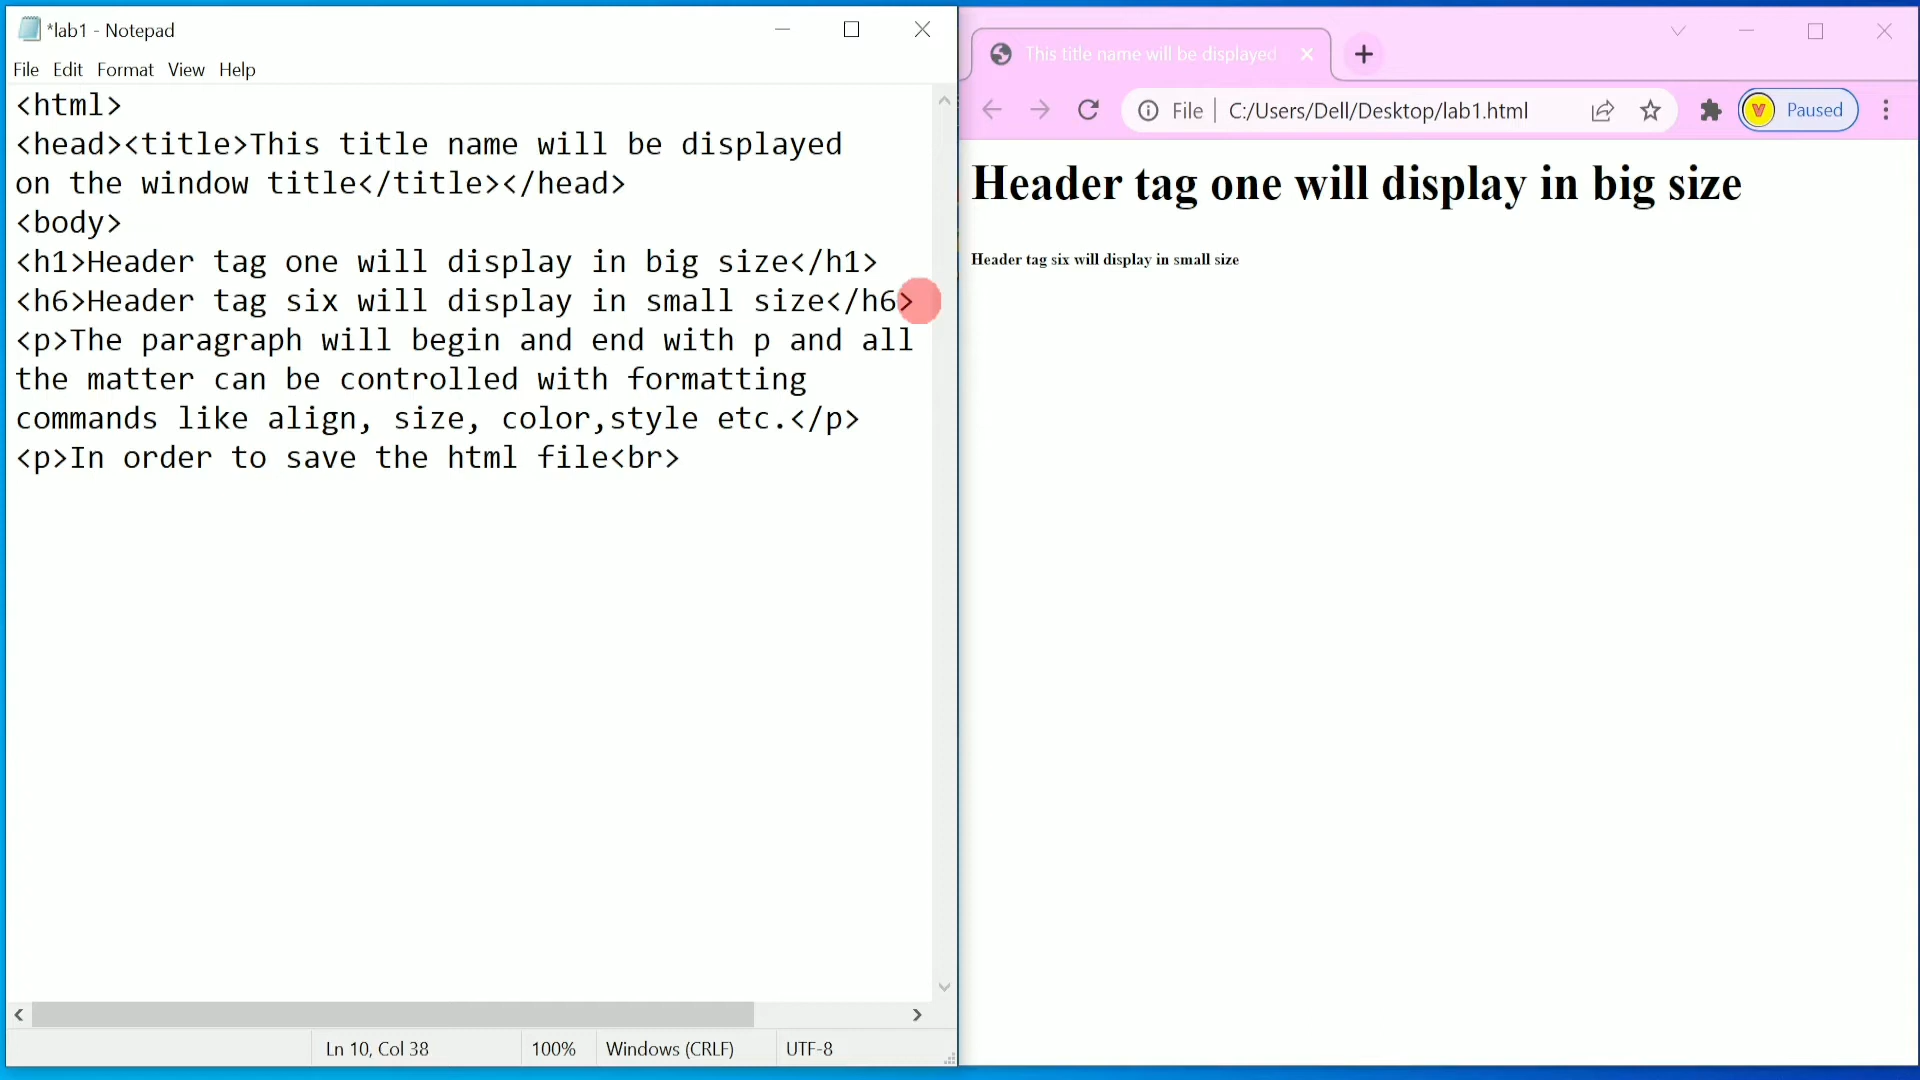 *lab1 - Notepad
File Edit Format View Help
<html>
<head><title>This title name will be displayed
on the window title</title></head>
<body>
<h1>Header tag one will display in big size</h1>
<h6>Header tag six will display in small size</h6>
<p>The paragraph will begin and end with p and all
the matter can be controlled with formatting
commands like align, size, color,style etc.</p>
<p>In order to save the html file<br>
Ln 10, Col 38
100%
Windows (CRLF)
UTF-8
This title name will be displayed
File
C:/Users/Dell/Desktop/lab1.html
V
Paused
Header tag one will display in big size
Header tag six will display in small size